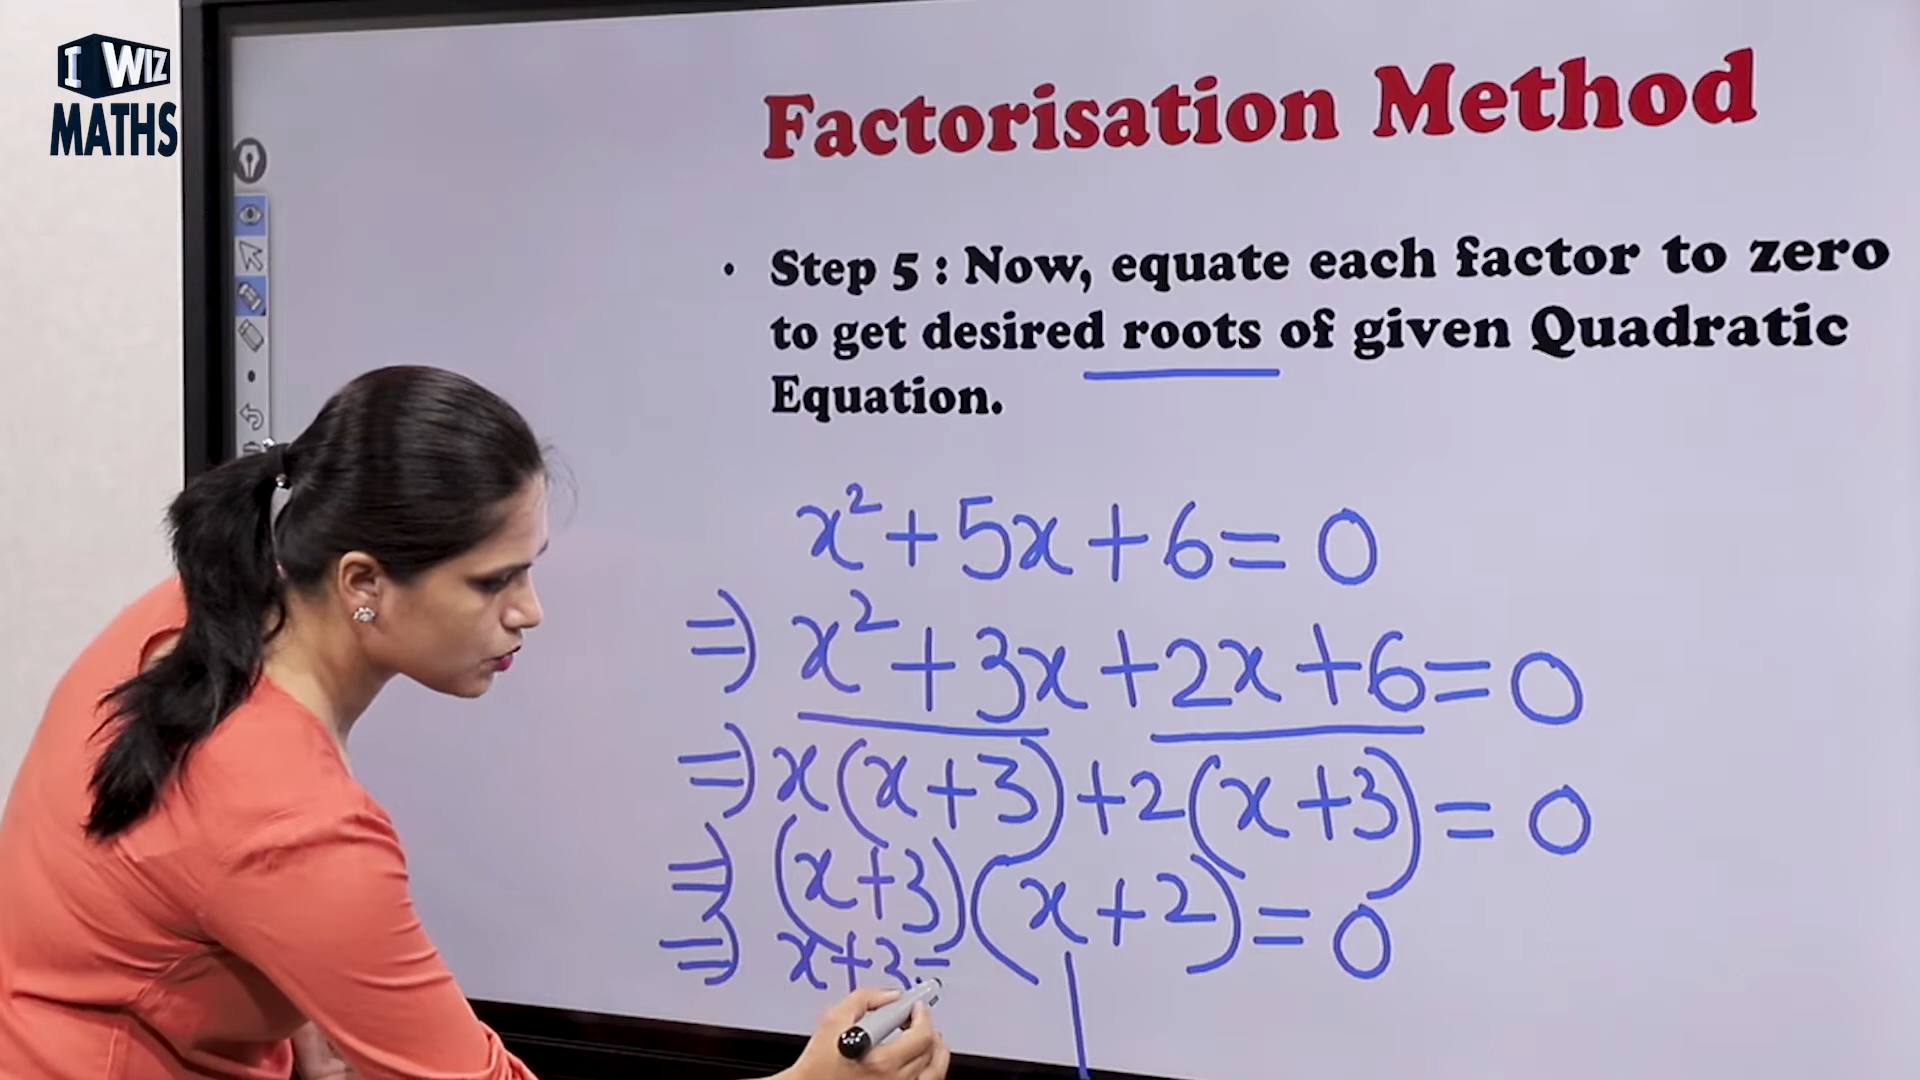 I WIZ
MATHS
Factorisation Method
• Step 5 : Now, equate each factor to zero
to get desired roots of given Quadratic
Equation.
x² + 5x + 6 = 0
⇒ x² + 3x + 2x + 6 = 0
⇒ x(x + 3) + 2(x + 3) = 0
⇒ (x + 3)(x + 2) = 0
⇒ x + 3 =